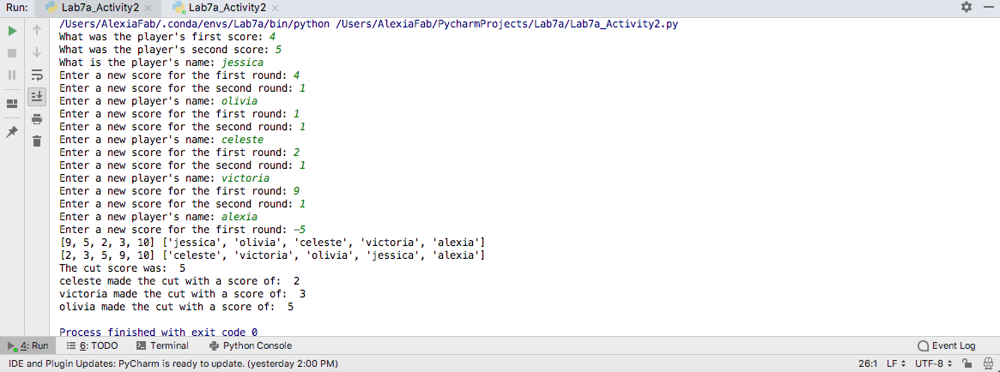 Run: Lab7a_Activity2 × Lab7a_Activity2 ×
/Users/AlexiaFab/.conda/envs/Lab7a/bin/python /Users/AlexiaFab/PycharmProjects/Lab7a/Lab7a_Activity2.py
What was the player's first score: 4
What was the player's second score: 5
What is the player's name: jessica
Enter a new score for the first round: 4
Enter a new score for the second round: 1
Enter a new player's name: olivia
Enter a new score for the first round: 1
Enter a new score for the second round: 1
Enter a new player's name: celeste
Enter a new score for the first round: 2
Enter a new score for the second round: 1
Enter a new player's name: victoria
Enter a new score for the first round: 9
Enter a new score for the second round: 1
Enter a new player's name: alexia
Enter a new score for the first round: -5
[9, 5, 2, 3, 10] ['jessica', 'olivia', 'celeste', 'victoria', 'alexia']
[2, 3, 5, 9, 10] ['celeste', 'victoria', 'olivia', 'jessica', 'alexia']
The cut score was:  5
celeste made the cut with a score of:  2
victoria made the cut with a score of:  3
olivia made the cut with a score of:  5
Process finished with exit code 0
4: Run 6: TODO Terminal Python Console Event Log
IDE and Plugin Updates: PyCharm is ready to update. (yesterday 2:00 PM) 26:1 LF UTF-8